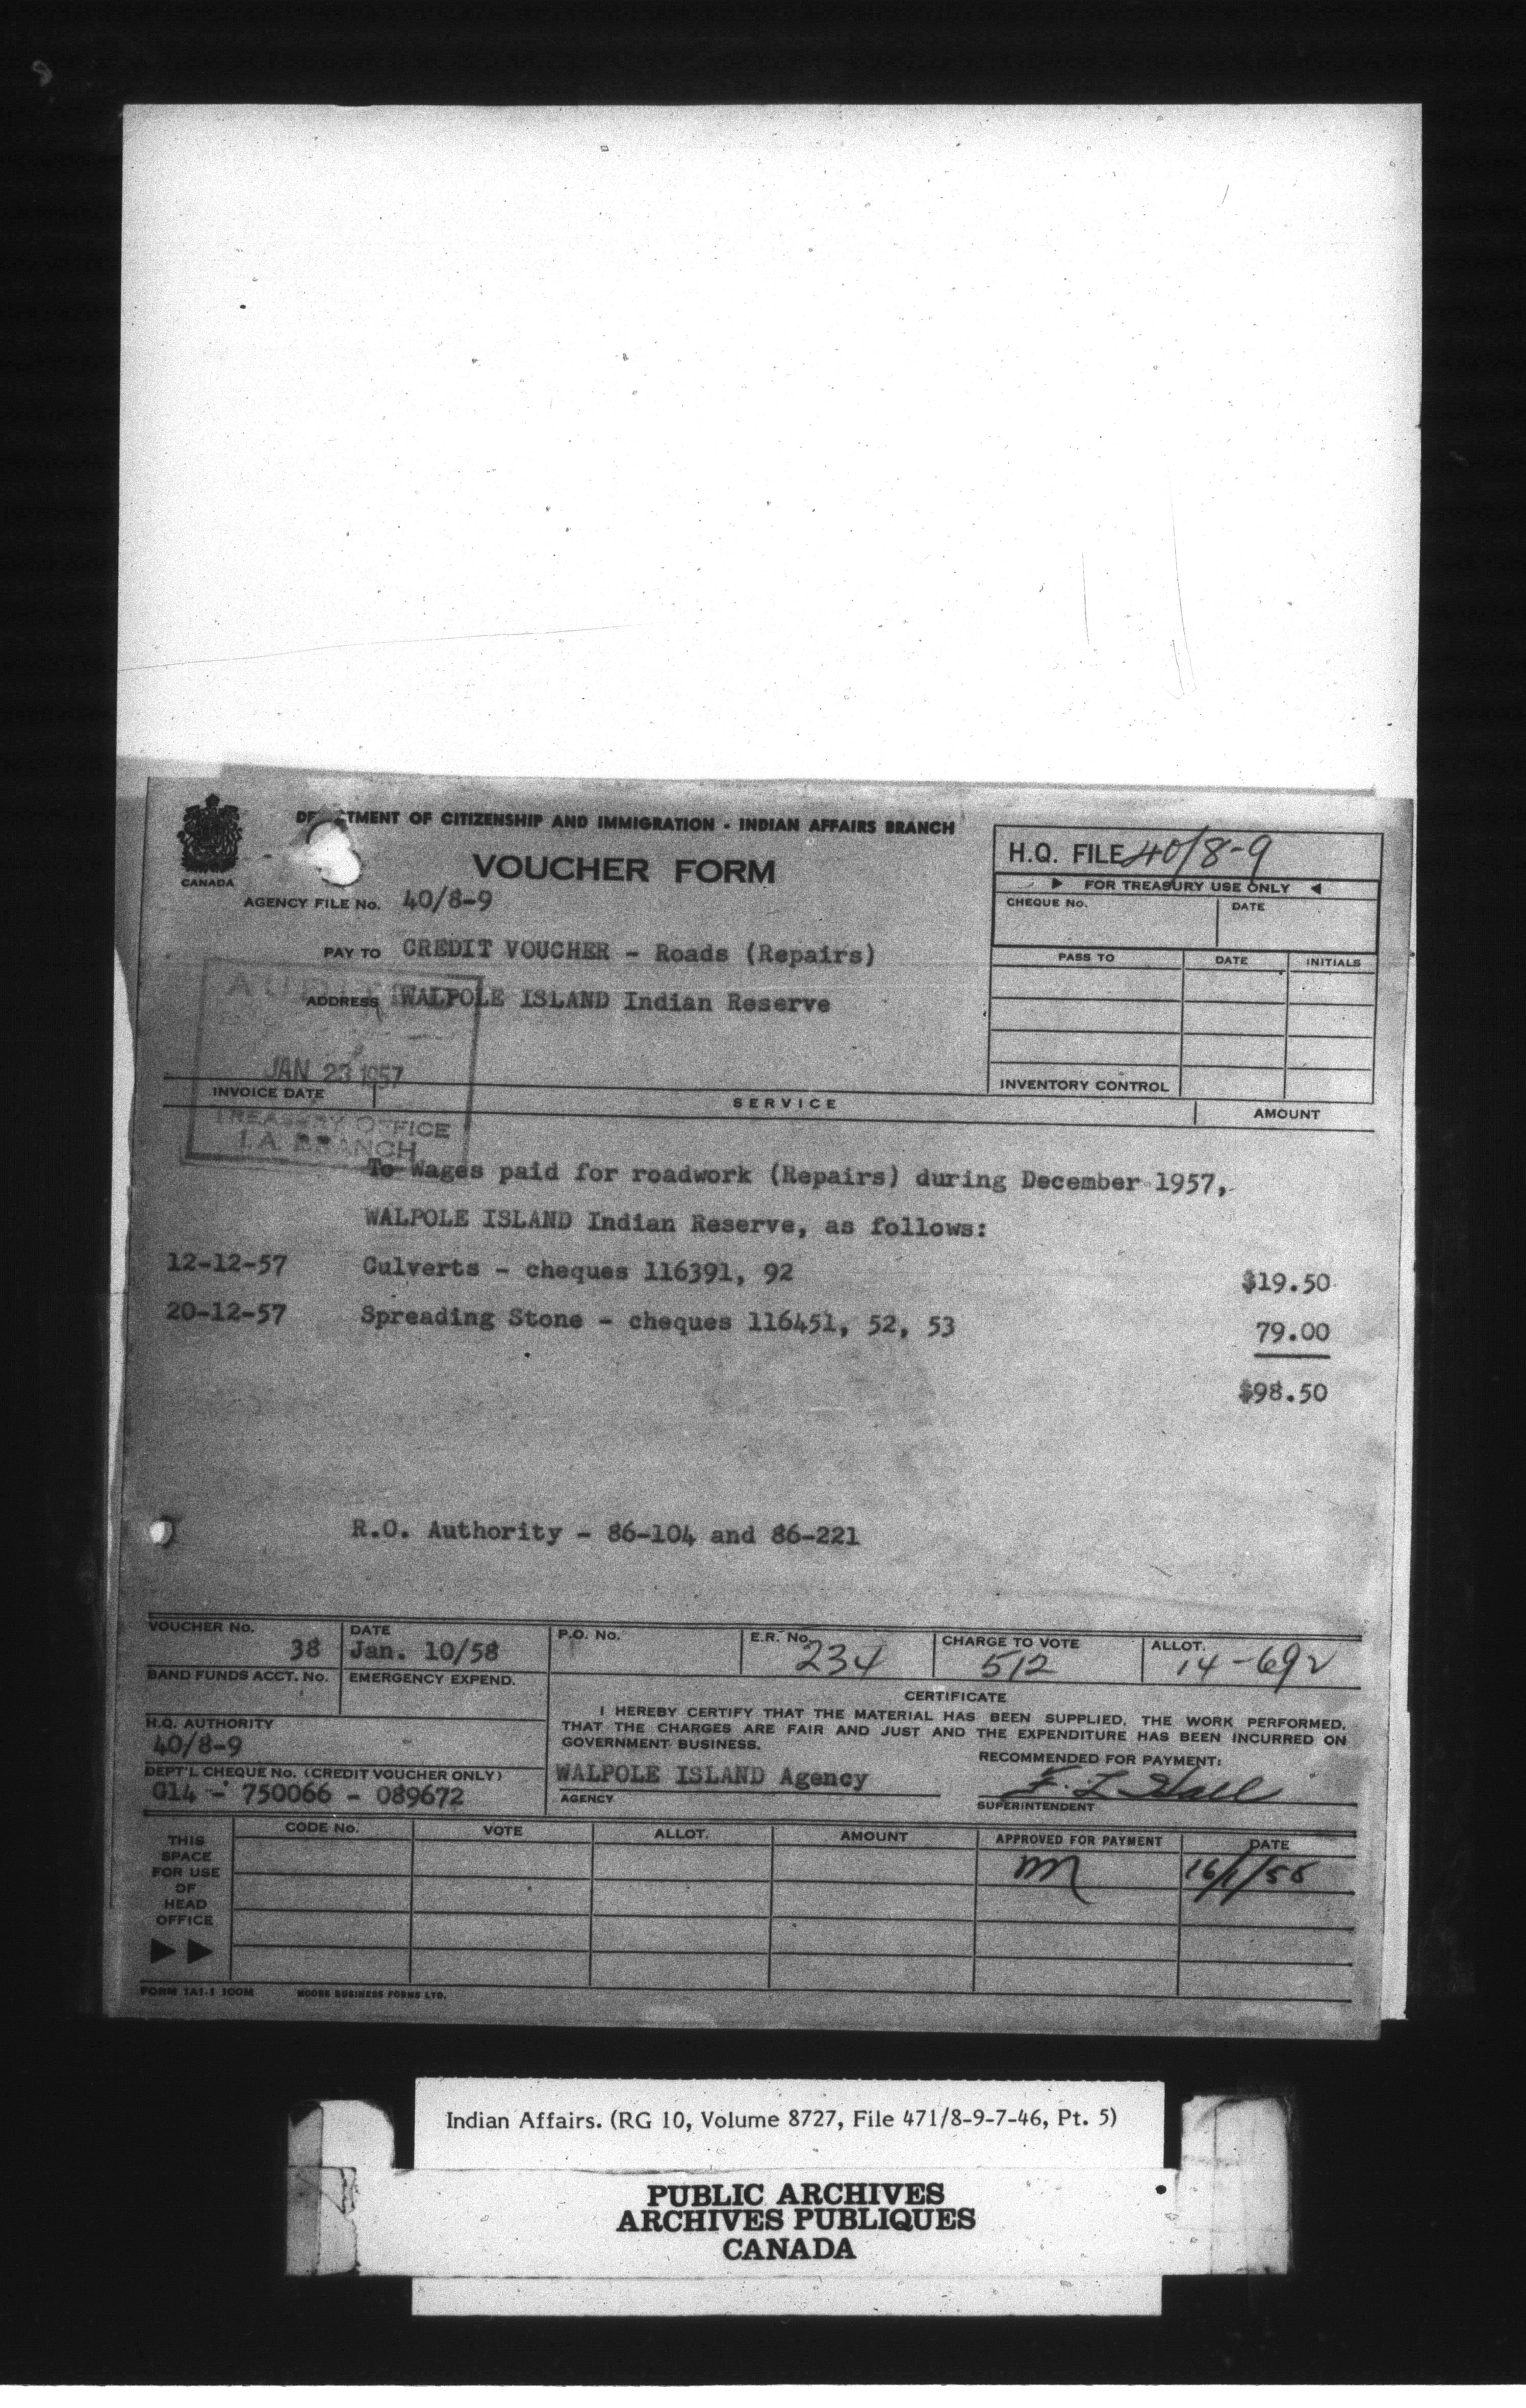 DEPARTMENT OF CITIZENSHIP AND IMMIGRATION - INDIAN AFFAIRS BRANCH
VOUCHER FORM
CANADA
H.Q. FILE 40/8-9
FOR TREASURY USE ONLY
CHEQUE No. DATE
AGENCY FILE No. 40/8-9
PAY TO CREDIT VOUCHER - Roads (Repairs)
PASS TO DATE INITIALS
ADDRESS WALPOLE ISLAND Indian Reserve
JAN 23 1957
TREASURY OFFICE
I.A. BRANCH
INVENTORY CONTROL
INVOICE DATE SERVICE AMOUNT
To Wages paid for roadwork (Repairs) during December 1957,
WALPOLE ISLAND Indian Reserve, as follows:
12-12-57 Culverts - cheques 116391, 92 $19.50
20-12-57 Spreading Stone - cheques 116451, 52, 53 79.00
$98.50
R.O. Authority - 86-104 and 86-221
VOUCHER No. 38
DATE Jan. 10/58
P.O. No.
E.R. No. 234
CHARGE TO VOTE 512
ALLOT. 14-692
BAND FUNDS ACCT. No. EMERGENCY EXPEND.
H.Q. AUTHORITY
40/8-9
DEPT'L CHEQUE No. (CREDIT VOUCHER ONLY)
G14 - 750066 - 089672
CERTIFICATE
I HEREBY CERTIFY THAT THE MATERIAL HAS BEEN SUPPLIED, THE WORK PERFORMED,
THAT THE CHARGES ARE FAIR AND JUST AND THE EXPENDITURE HAS BEEN INCURRED ON
GOVERNMENT BUSINESS.
RECOMMENDED FOR PAYMENT:
WALPOLE ISLAND Agency F. L Hall
AGENCY SUPERINTENDENT
THIS
SPACE
FOR USE
OF
HEAD
OFFICE
CODE No. VOTE ALLOT. AMOUNT APPROVED FOR PAYMENT DATE
16/1/58
FORM 1A1-1 100M MOORE BUSINESS FORMS LTD.
Indian Affairs. (RG 10, Volume 8727, File 471/8-9-7-46, Pt. 5)
PUBLIC ARCHIVES
ARCHIVES PUBLIQUES
CANADA